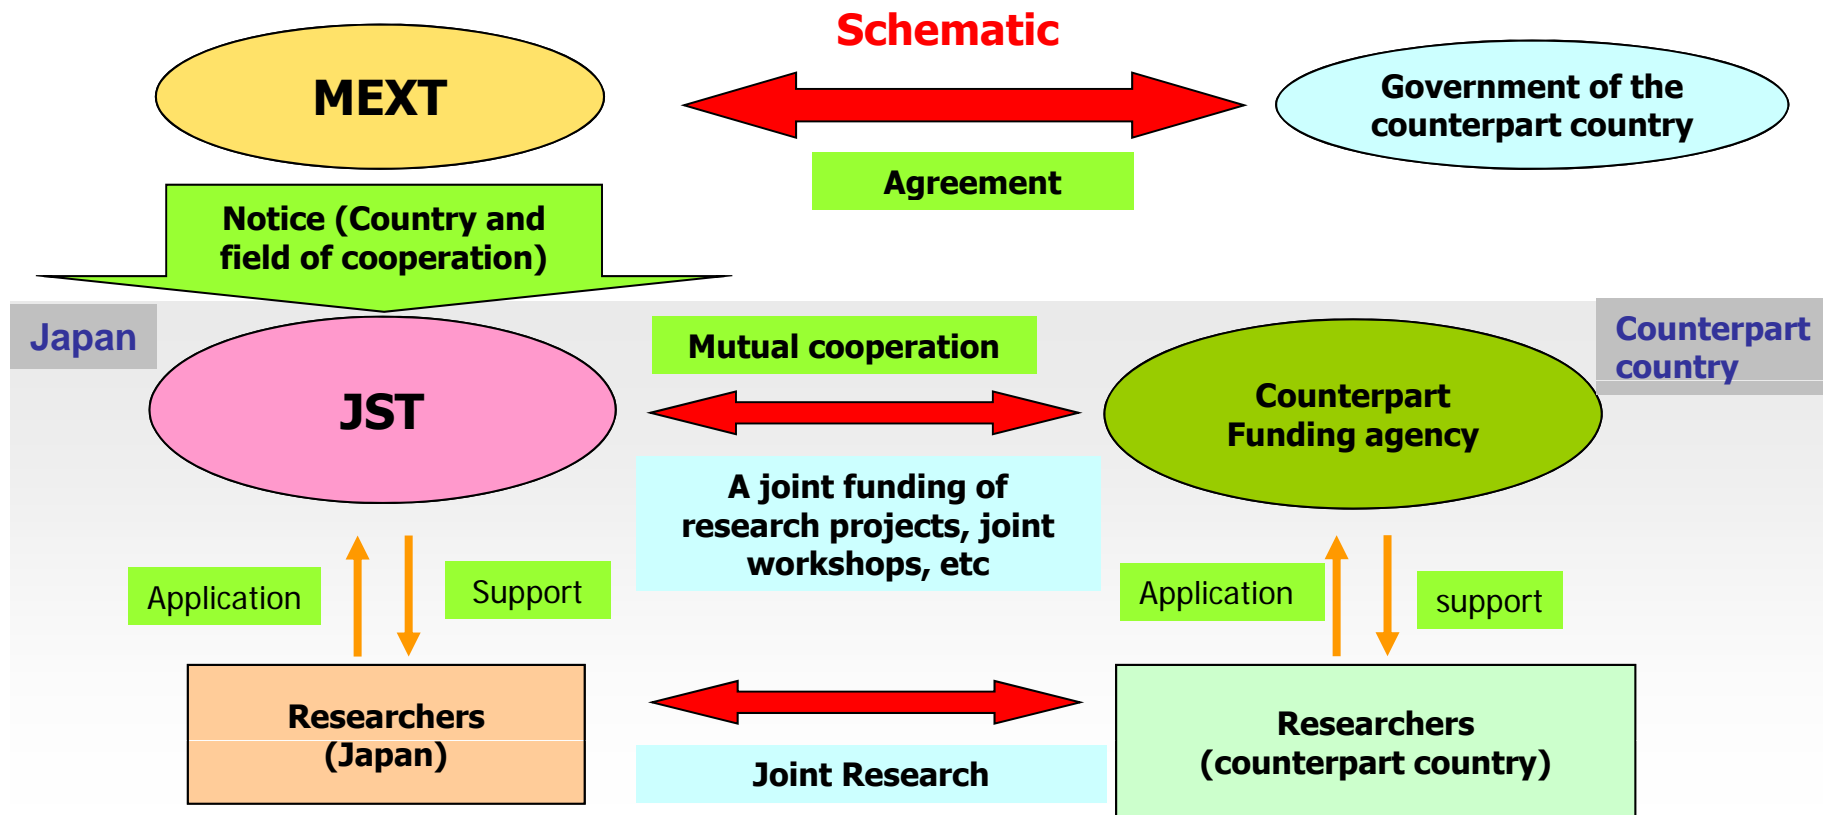 Schematic
MEXT
Government of the
counterpart country
Agreement
Notice (Country and
field of cooperation)
Japan
Counterpart
country
JST
Mutual cooperation
Counterpart
Funding agency
A joint funding of
research projects, joint
workshops, etc
Application
Support
Application
support
Researchers
(Japan)
Joint Research
Researchers
(counterpart country)